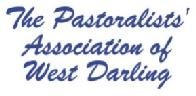 The Pastoralists'
Association of
West Darling